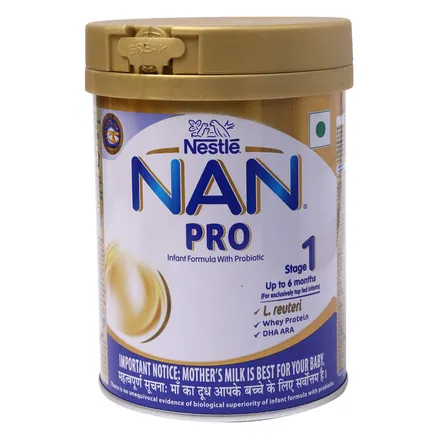 BREAK
Nestlé
NAN
PRO
Infant Formula With Probiotic
Stage 1
Up to 6 months
(For exclusively top fed infants)
L. reuteri
Whey Protein
DHA ARA
IMPORTANT NOTICE: MOTHER'S MILK IS BEST FOR YOUR BABY.
महत्वपूर्ण सूचना: माँ का दूध आपके बच्चे के लिए सर्वोत्तम है।
There is no unequivocal evidence of biological superiority of infant formula with probiotic.